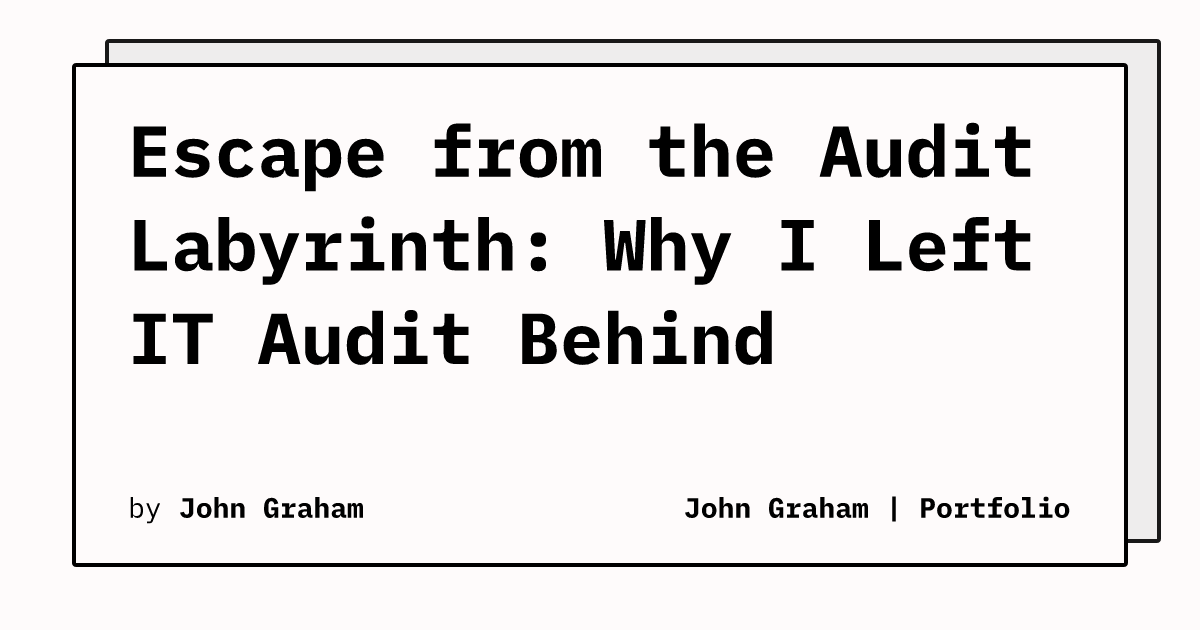 Escape from the Audit
Labyrinth: Why I Left
IT Audit Behind
by John Graham
John Graham | Portfolio